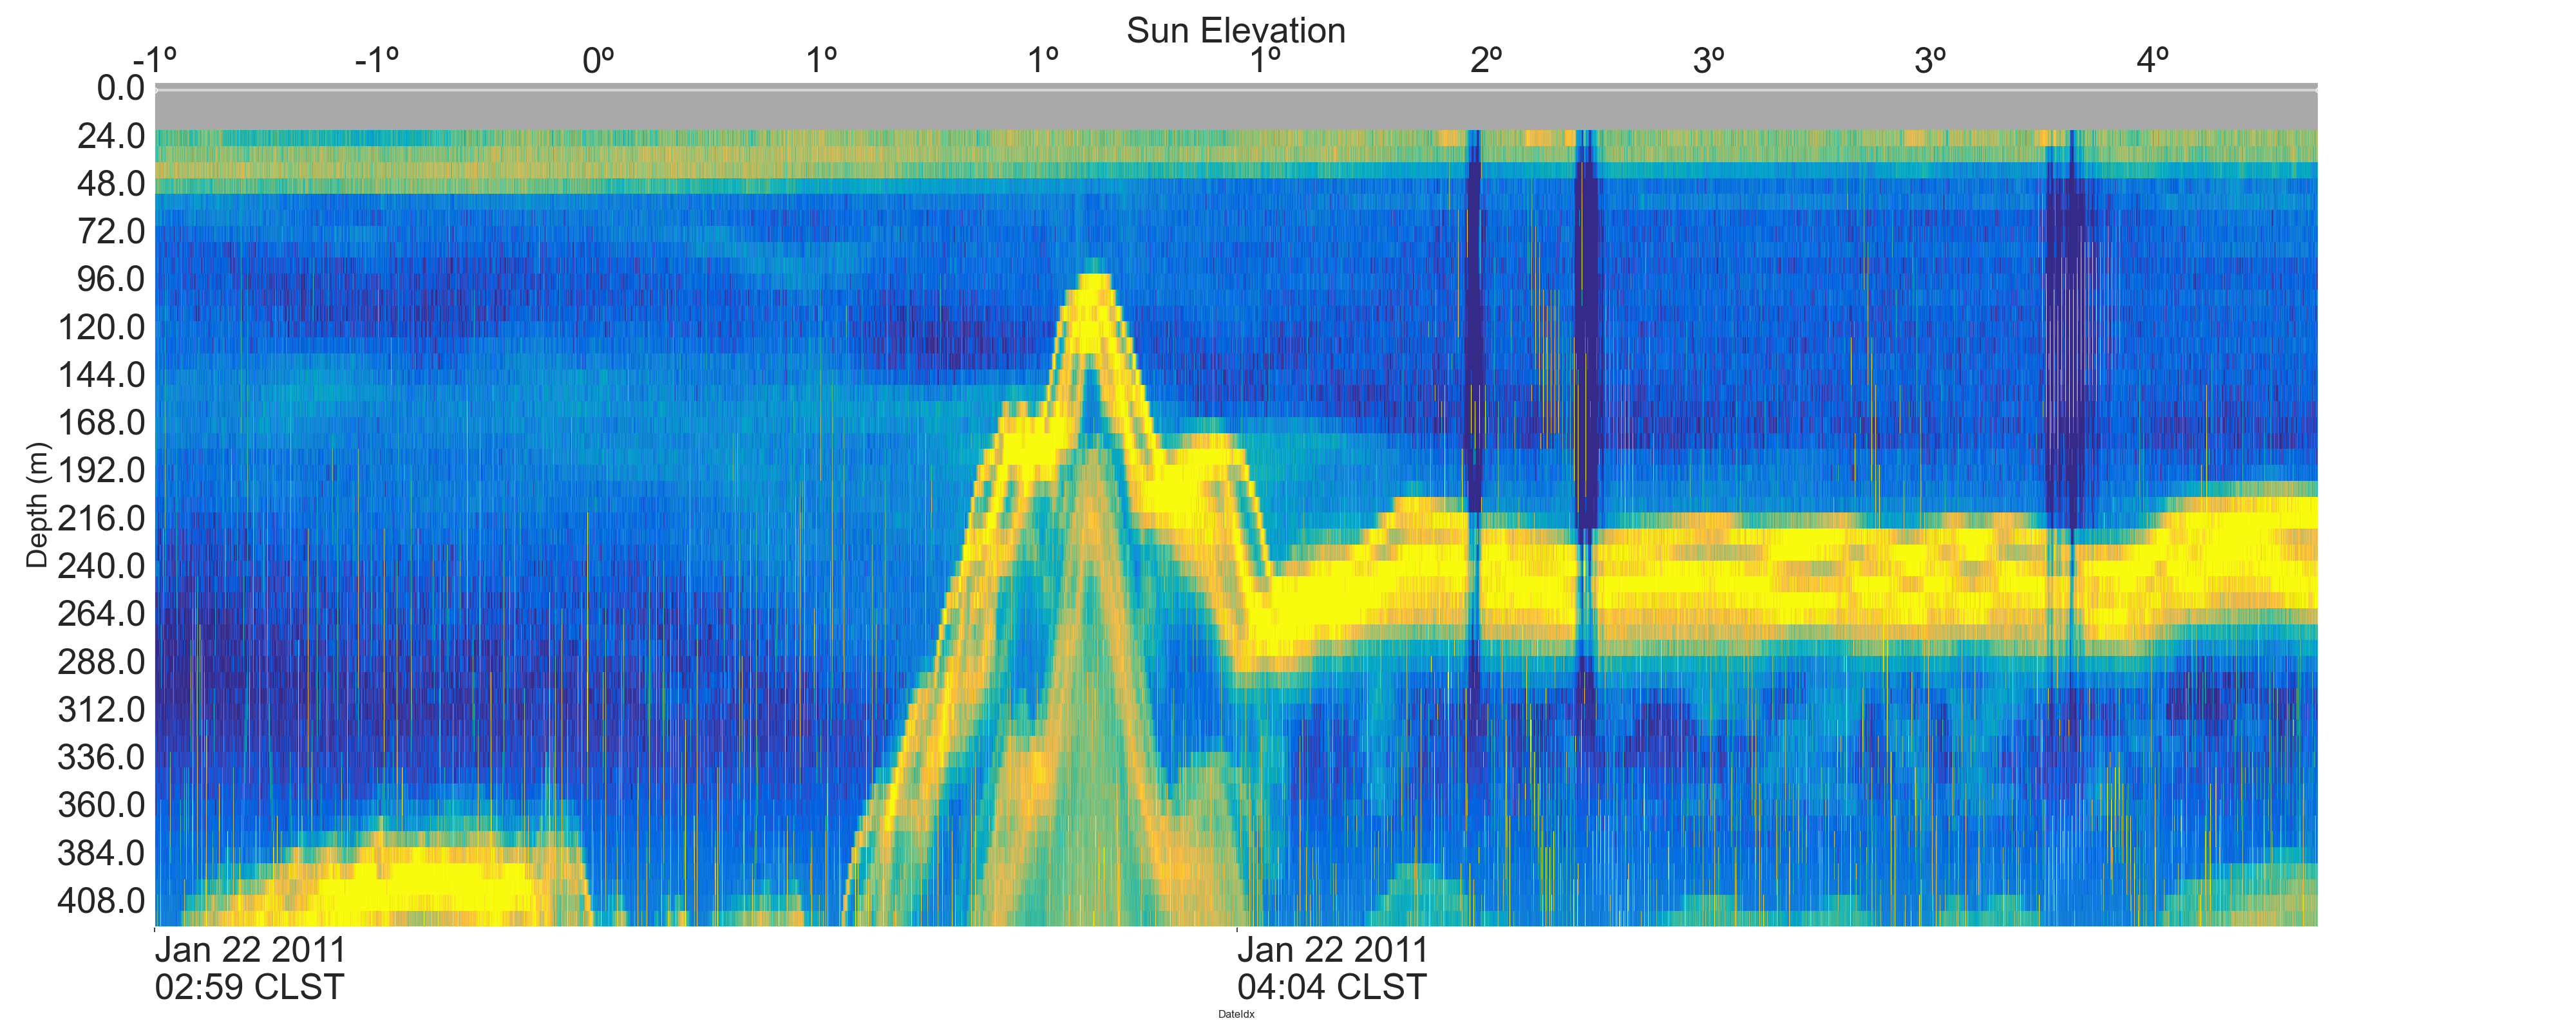 Sun Elevation
-1º -1º 0º 1º 1º 1º 2º 3º 3º 4º
Depth (m)
0.0
24.0
48.0
72.0
96.0
120.0
144.0
168.0
192.0
216.0
240.0
264.0
288.0
312.0
336.0
360.0
384.0
408.0
Jan 22 2011
02:59 CLST
Jan 22 2011
04:04 CLST
DateIdx